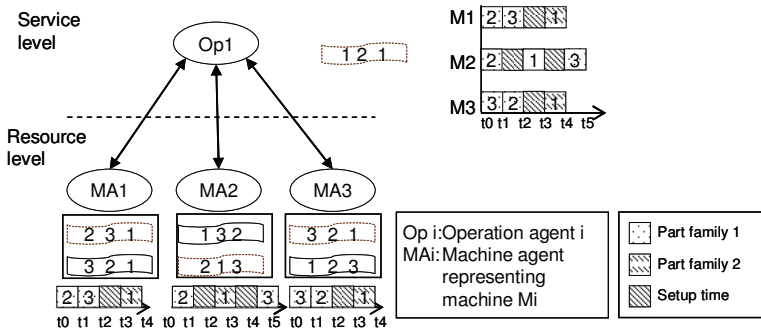 Service
level
Op1
1 2 1
M1 2 3 1
M2 2 1 3
M3 3 2 1
t0 t1 t2 t3 t4 t5
Resource
level
MA1 MA2 MA3
2 3 1
3 2 1
1 3 2
2 1 3
3 2 1
1 2 3
2 3 1
t0 t1 t2 t3 t4
2 1 3
t0 t1 t2 t3 t4 t5
3 2 1
t0 t1 t2 t3 t4
Op i:Operation agent i
MAi: Machine agent
representing
machine Mi
Part family 1
Part family 2
Setup time